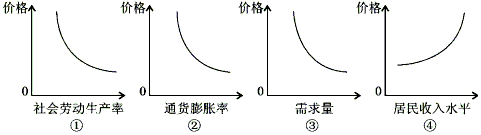 价格 价格 价格 价格
0 0 0 0
社会劳动生产率 通货膨胀率 需求量 居民收入水平
① ② ③ ④